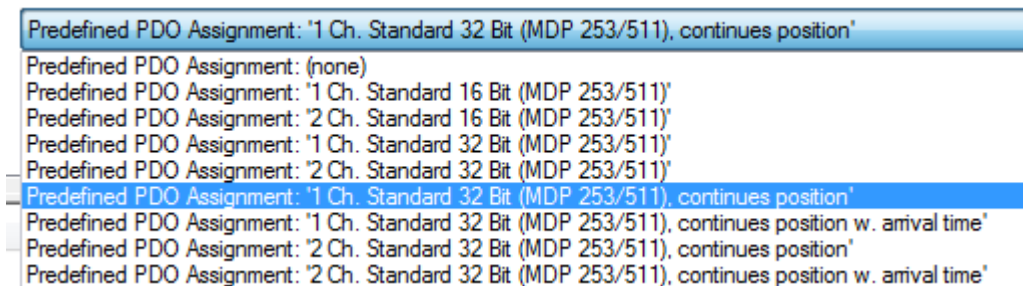 Predefined PDO Assignment: '1 Ch. Standard 32 Bit (MDP 253/511), continues position'
Predefined PDO Assignment: (none)
Predefined PDO Assignment: '1 Ch. Standard 16 Bit (MDP 253/511)'
Predefined PDO Assignment: '2 Ch. Standard 16 Bit (MDP 253/511)'
Predefined PDO Assignment: '1 Ch. Standard 32 Bit (MDP 253/511)'
Predefined PDO Assignment: '2 Ch. Standard 32 Bit (MDP 253/511)'
Predefined PDO Assignment: '1 Ch. Standard 32 Bit (MDP 253/511), continues position'
Predefined PDO Assignment: '1 Ch. Standard 32 Bit (MDP 253/511), continues position w. arrival time'
Predefined PDO Assignment: '2 Ch. Standard 32 Bit (MDP 253/511), continues position'
Predefined PDO Assignment: '2 Ch. Standard 32 Bit (MDP 253/511), continues position w. arrival time'